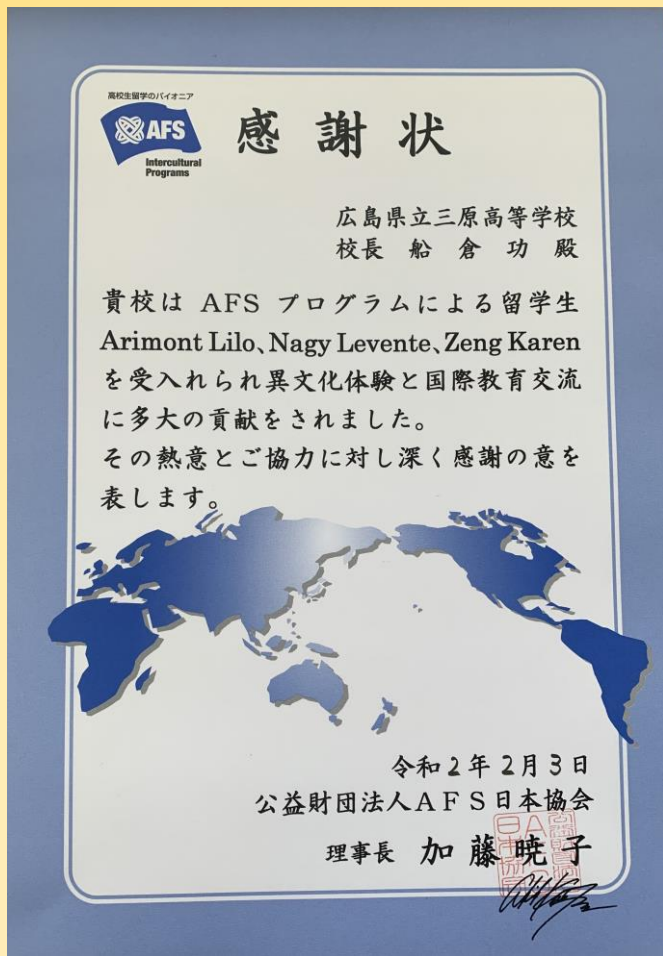 高校生留学のパイオニア
AFS
Intercultural
Programs
感謝状
広島県立三原高等学校
校長 船倉功殿
貴校は AFS プログラムによる留学生
Arimont Lilo、Nagy Levente、Zeng Karen
を受入れられ異文化体験と国際教育交流
に多大の貢献をされました。
その熱意とご協力に対し深く感謝の意を
表します。
令和2年2月3日
公益財団法人AFS日本協会
理事長 加藤暁子